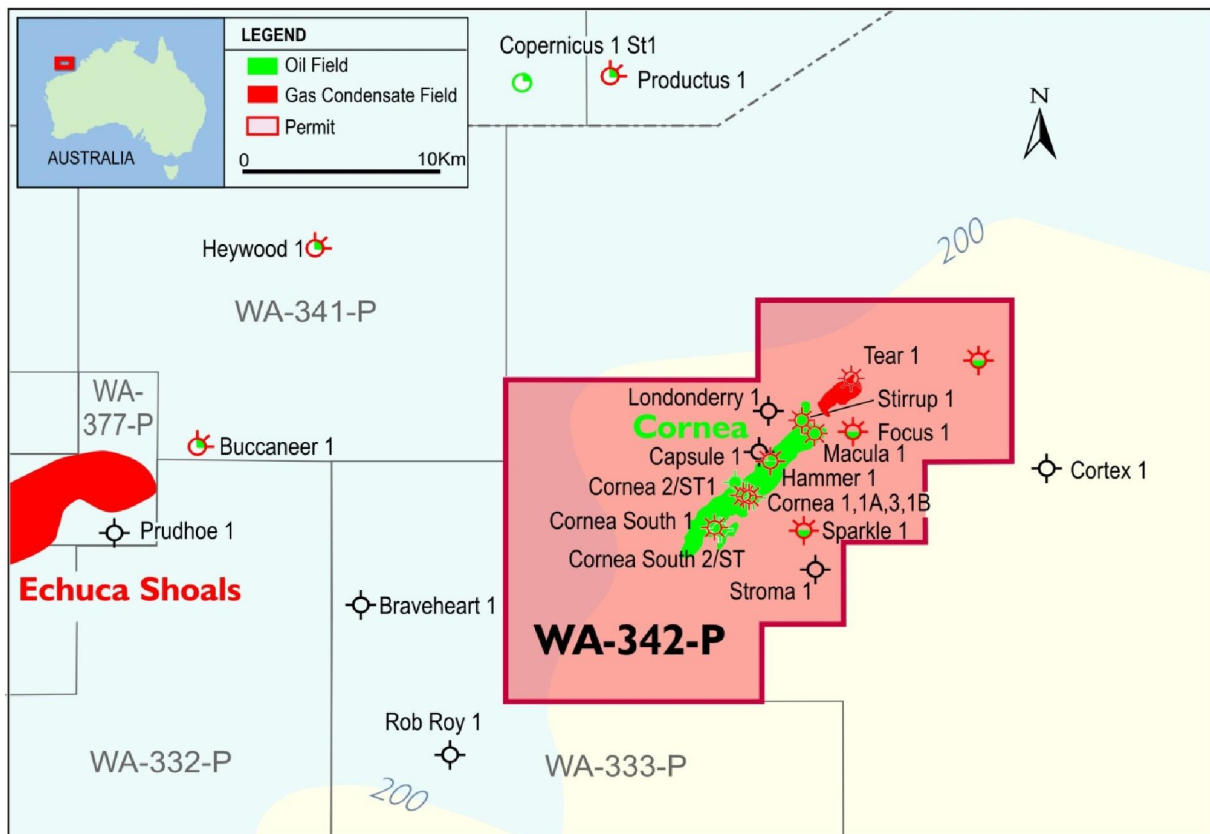 LEGEND
Oil Field
Gas Condensate Field
Permit
0 10Km
AUSTRALIA
Copernicus 1 St1
Productus 1
N
200
Heywood 1
WA-341-P
WA-
377-P
Buccaneer 1
Prudhoe 1
Echuca Shoals
Braveheart 1
Rob Roy 1
WA-332-P
200
WA-333-P
Tear 1
Londonderry 1
Stirrup 1
Cornea
Focus 1
Capsule 1
Macula 1
Hammer 1
Cornea 2/ST1
Cornea 1,1A,3,1B
Cornea South 1
Sparkle 1
Cornea South 2/ST
Stroma 1
Cortex 1
WA-342-P